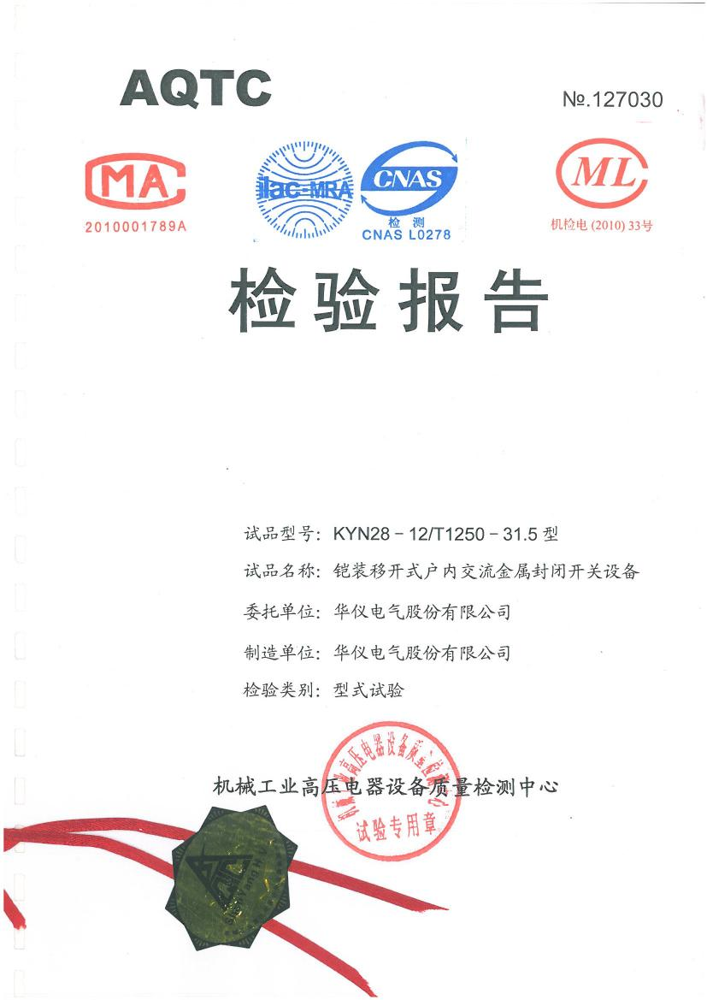 AQTC
№.127030
MA
2010001789A
ilac-MRA
CNAS
检 测
CNAS L0278
ML
机检电 (2010) 33号
检验报告
试品型号：KYN28－12/T1250－31.5 型
试品名称：铠装移开式户内交流金属封闭开关设备
委托单位：华仪电气股份有限公司
制造单位：华仪电气股份有限公司
检验类别：型式试验
机械工业高压电器设备质量检测中心
试验专用章